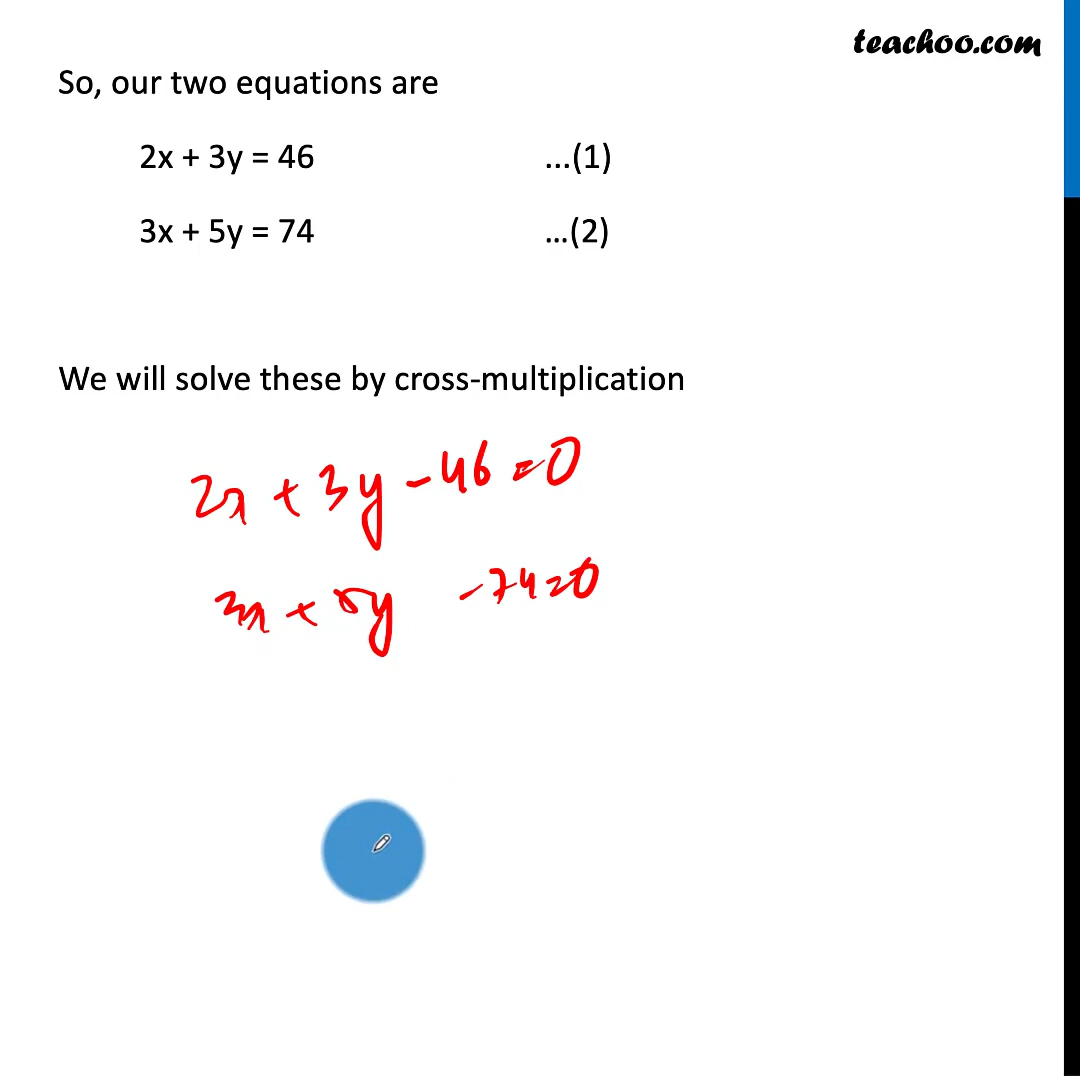 teachoo.com
So, our two equations are
2x + 3y = 46 ...(1)
3x + 5y = 74 ...(2)
We will solve these by cross-multiplication
2x + 3y - 46 = 0
3x + 5y - 74 = 0